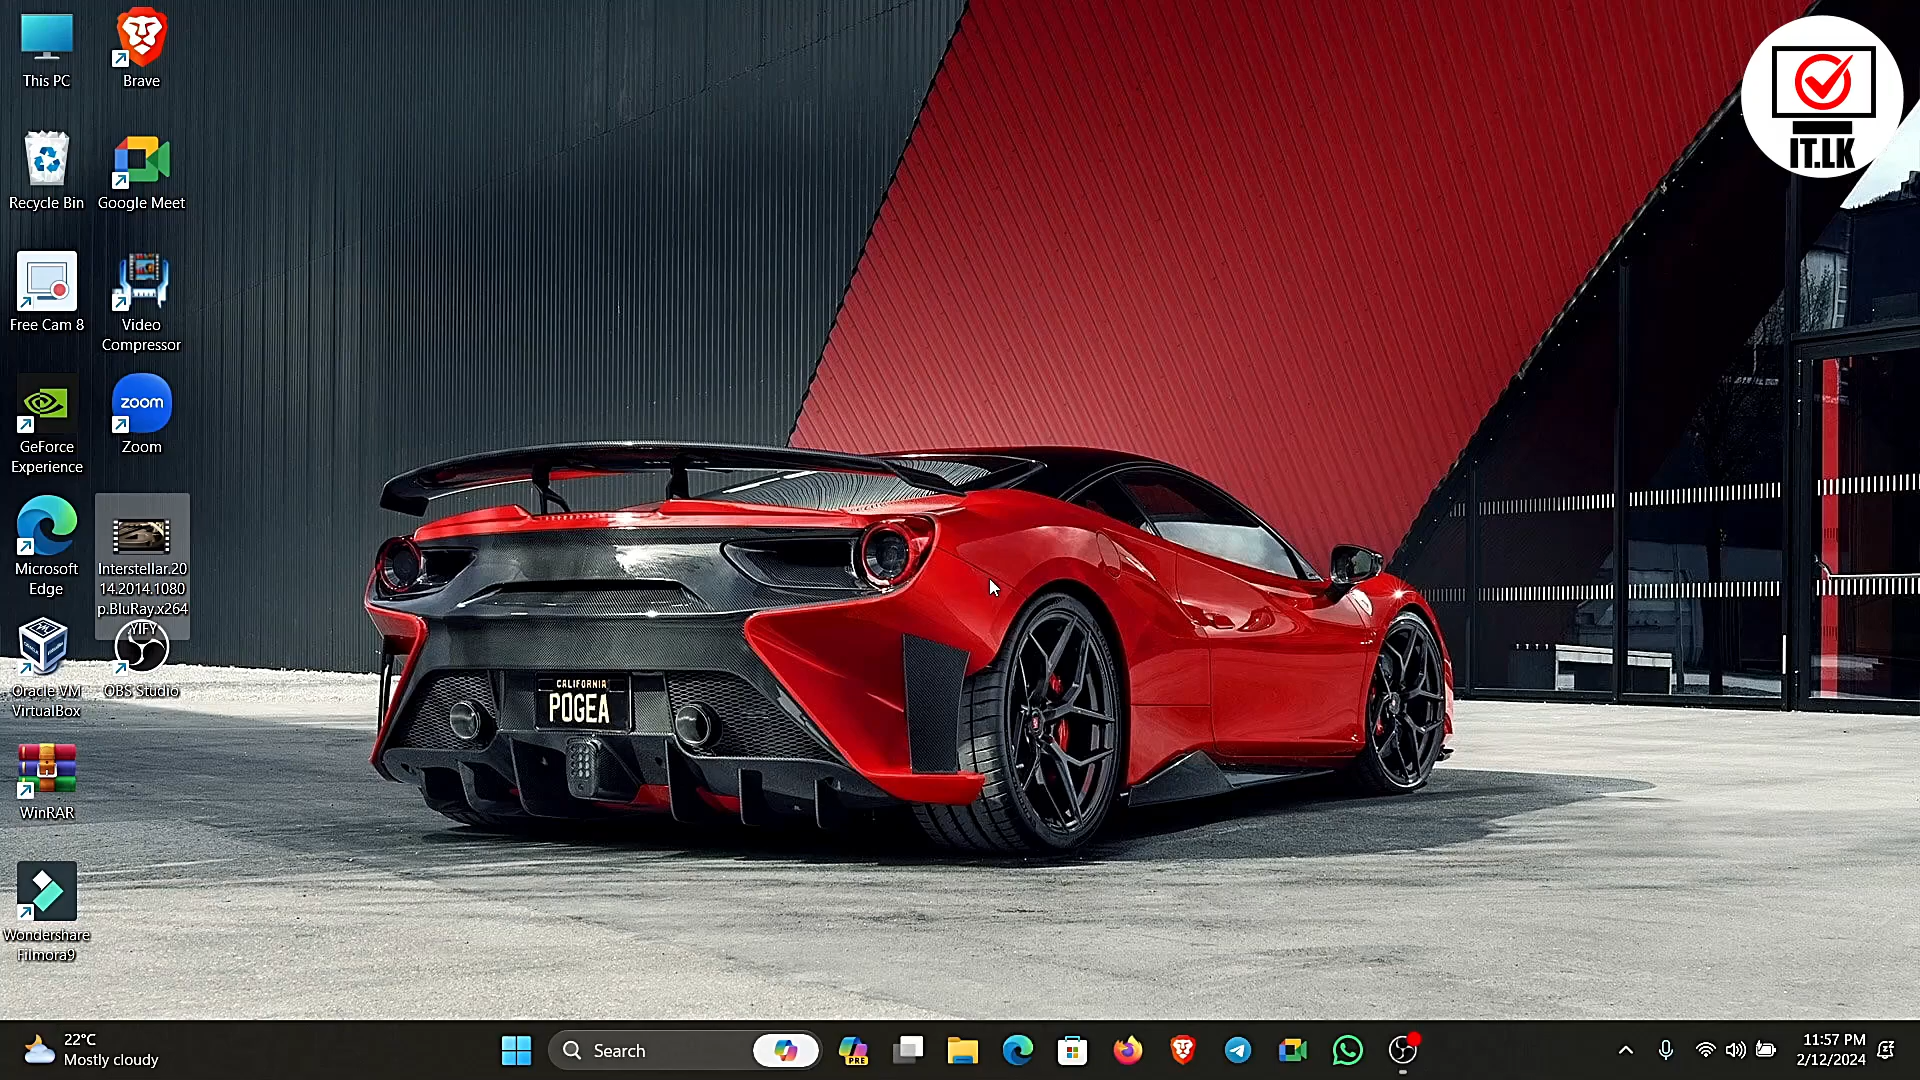 This PC
Brave
Recycle Bin
Google Meet
Free Cam 8
Video
Compressor
GeForce
Experience
zoom
Zoom
Microsoft
Edge
Interstellar.20
14.2014.1080
p.BluRay.x264
YIFY
Oracle VM
VirtualBox
OBS Studio
WinRAR
Wondershare
Filmora9
IT.LK
CALIFORNIA
POGEA
22°C
Mostly cloudy
Search
PRE
11:57 PM
2/12/2024